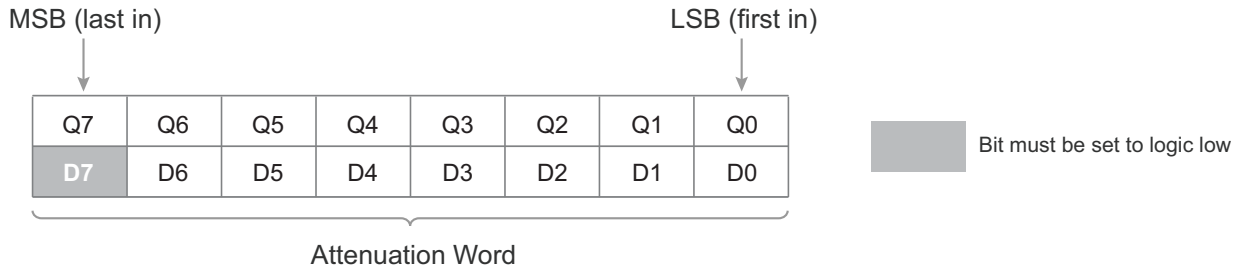 MSB (last in) LSB (first in)
Q7 Q6 Q5 Q4 Q3 Q2 Q1 Q0
D7 D6 D5 D4 D3 D2 D1 D0
Bit must be set to logic low
Attenuation Word